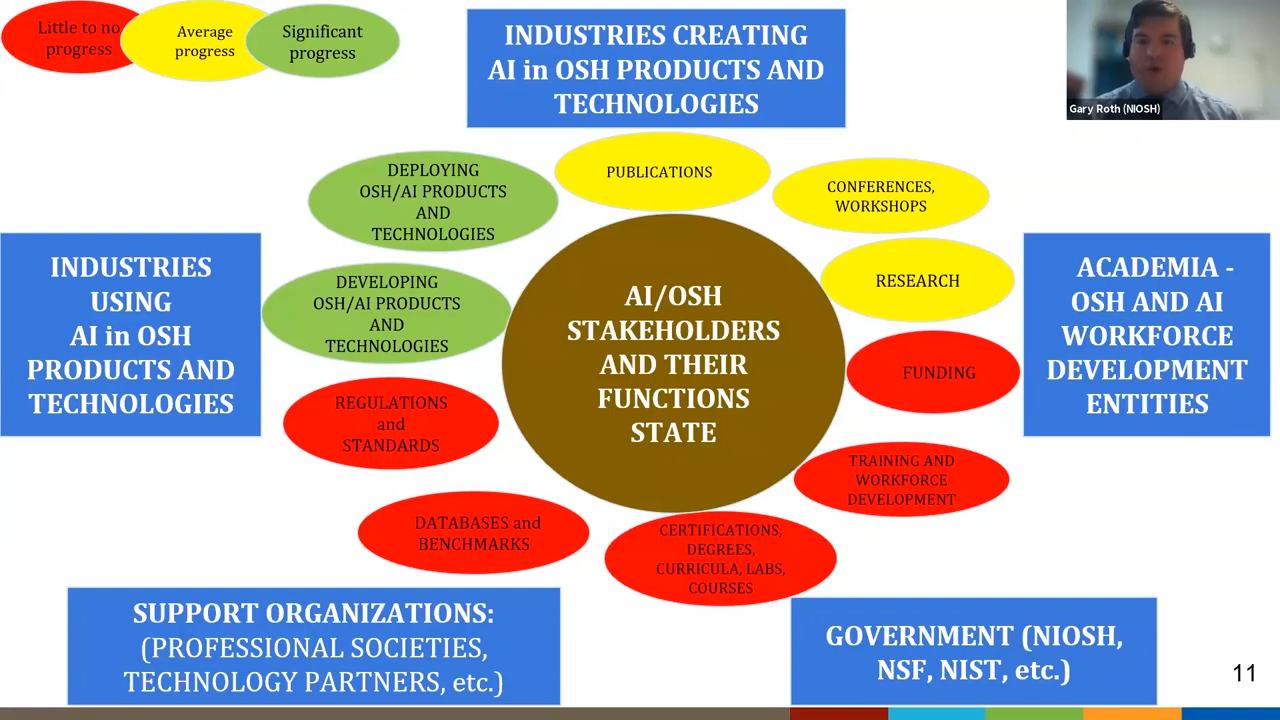 Little to no
progress
Average
progress
Significant
progress
INDUSTRIES CREATING
AI in OSH PRODUCTS AND
TECHNOLOGIES
Gary Roth (NIOSH)
DEPLOYING
OSH/AI PRODUCTS
AND
TECHNOLOGIES
PUBLICATIONS
CONFERENCES,
WORKSHOPS
INDUSTRIES
USING
AI in OSH
PRODUCTS AND
TECHNOLOGIES
DEVELOPING
OSH/AI PRODUCTS
AND
TECHNOLOGIES
AI/OSH
STAKEHOLDERS
AND THEIR
FUNCTIONS
STATE
RESEARCH
ACADEMIA -
OSH AND AI
WORKFORCE
DEVELOPMENT
ENTITIES
FUNDING
REGULATIONS
and
STANDARDS
TRAINING AND
WORKFORCE
DEVELOPMENT
DATABASES and
BENCHMARKS
CERTIFICATIONS,
DEGREES,
CURRICULA, LABS,
COURSES
SUPPORT ORGANIZATIONS:
(PROFESSIONAL SOCIETIES,
TECHNOLOGY PARTNERS, etc.)
GOVERNMENT (NIOSH,
NSF, NIST, etc.)
11